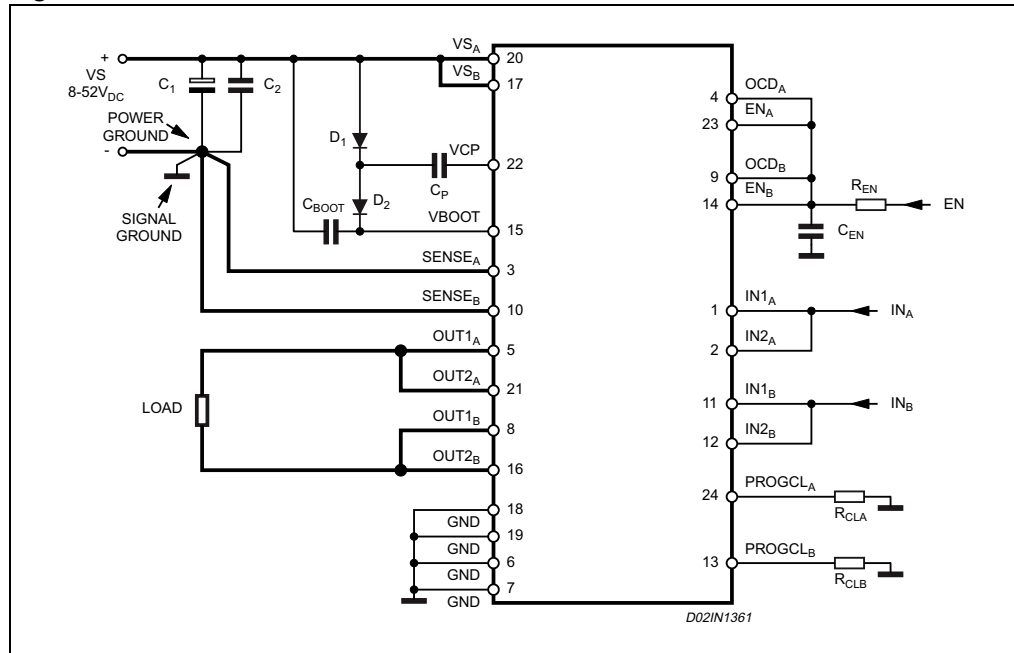 +
VS
8-52VDC
-
POWER
GROUND
SIGNAL
GROUND
C1
C2
D1
D2
CP
CBOOT
LOAD
VSA
20
VSB
17
VCP
22
VBOOT
15
SENSEA
3
SENSEB
10
OUT1A
5
OUT2A
21
OUT1B
8
OUT2B
16
18
GND
19
GND
6
GND
7
GND
4
OCDA
23
ENA
9
OCDB
14
ENB
REN
EN
CEN
1
IN1A
INA
2
IN2A
11
IN1B
INB
12
IN2B
24
PROGCLA
RCLA
13
PROGCLB
RCLB
D02IN1361